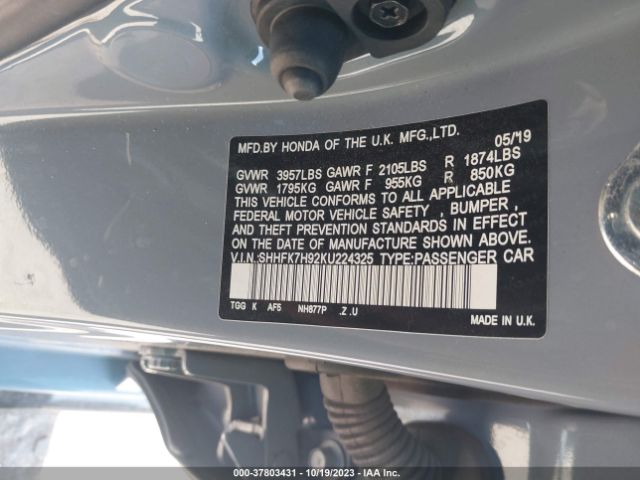 MFD.BY HONDA OF THE U.K. MFG.,LTD. 05/19
GVWR 3957LBS GAWR F 2105LBS R 1874LBS
GVWR 1795KG GAWR F 955KG R 850KG
THIS VEHICLE CONFORMS TO ALL APPLICABLE
FEDERAL MOTOR VEHICLE SAFETY , BUMPER ,
AND THEFT PREVENTION STANDARDS IN EFFECT
ON THE DATE OF MANUFACTURE SHOWN ABOVE.
V.I.N.:SHHFK7H92KU224325 TYPE:PASSENGER CAR
TGG K AF5 NH877P .Z .U
MADE IN U.K.
000-37803431 - 10/19/2023 - IAAI.COM